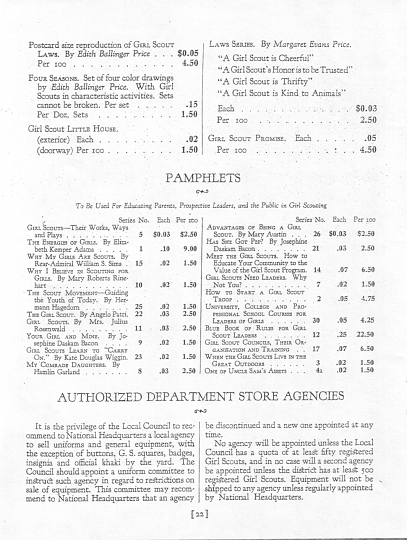 Postcard size reproduction of GIRL SCOUT
LAWS. By Edith Ballinger Price . . . $0.05
Per 100 . . . . . . . . . . . 4.50
FOUR SEASONS. Set of four color drawings
by Edith Ballinger Price. With Girl
Scouts in characteristic activities. Sets
cannot be broken. Per set . . . . . .15
Per Doz. Sets . . . . . . . . 1.50
GIRL SCOUT LITTLE HOUSE.
(exterior) Each . . . . . . . . .02
(doorway) Per 100 . . . . . . . 1.50
LAWS SERIES. By Margaret Evans Price.
"A Girl Scout is Cheerful"
"A Girl Scout's Honor is to be Trusted"
"A Girl Scout is Thrifty"
"A Girl Scout is Kind to Animals"
Each . . . . . . . . . . . $0.03
Per 100 . . . . . . . . . . 2.50
GIRL SCOUT PROMISE. Each . . . . .05
Per 100 . . . . . . . . . . 4.50
PAMPHLETS
To Be Used For Educating Parents, Prospective Leaders, and the Public in Girl Scouting
Series No. Each Per 100
GIRL SCOUTS—Their Works, Ways
and Plays . . . . . . . . . 5 $0.03 $2.50
THE ENERGIES OF GIRLS. By Eliza-
beth Kemper Adams . . . . . 1 .10 9.00
WHY MY GIRLS ARE SCOUTS. By
Rear-Admiral William S. Sims . 15 .02 1.50
WHY I BELIEVE IN SCOUTING FOR
GIRLS. By Mary Roberts Rine-
hart . . . . . . . . . . 10 .02 1.50
THE SCOUT MOVEMENT—Guiding
the Youth of Today. By Her-
mann Hagedorn . . . . . . 25 .02 1.50
THE GIRL SCOUT. By Angelo Patri. 22 .03 2.50
GIRL SCOUTS. By Mrs. Julius
Rosenwald . . . . . . . . 11 .03 2.50
YOUR GIRL AND MINE. By Jo-
sephine Daskam Bacon . . . . 9 .02 1.50
GIRL SCOUTS LEARN TO "CARRY
ON." By Kate Douglas Wiggin. 23 .02 1.50
MY COMRADE DAUGHTERS. By
Hamlin Garland . . . . . . 8 .03 2.50
Series No. Each Per 100
ADVANTAGES OF BEING A GIRL
SCOUT. By Mary Austin . . . 26 $0.03 $2.50
HAS SHE GOT PEP? By Josephine
Daskam Bacon . . . . . . . 21 .03 2.50
MEET THE GIRL SCOUTS. How to
Educate Your Community to the
Value of the Girl Scout Program. 14 .07 6.50
GIRL SCOUTS NEED LEADERS. Why
Not You? . . . . . . . . . 7 .02 1.50
HOW TO START A GIRL SCOUT
TROOP . . . . . . . . . . 2 .05 4.75
UNIVERSITY, COLLEGE AND PRO-
FESSIONAL SCHOOL COURSES FOR
LEADERS OF GIRLS . . . . . 30 .05 4.25
BLUE BOOK OF RULES FOR GIRL
SCOUT LEADERS . . . . . . 12 .25 22.50
GIRL SCOUT COUNCILS, THEIR OR-
GANISATION AND TRAINING . . 17 .07 6.50
WHEN THE GIRL SCOUTS LIVE IN THE
GREAT OUTDOORS . . . . . . 3 .02 1.50
ONE OF UNCLE SAM'S ASSETS . . . 42 .02 1.50
AUTHORIZED DEPARTMENT STORE AGENCIES
It is the privilege of the Local Council to rec-
ommend to National Headquarters a local agency
to sell uniforms and general equipment, with
the exception of buttons, G. S. squares, badges,
insignia and official khaki by the yard. The
Council should appoint a uniform committee to
instruct such agency in regard to restrictions on
sale of equipment. This committee may recom-
mend to National Headquarters that an agency
be discontinued and a new one appointed at any
time.
No agency will be appointed unless the Local
Council has a quota of at least fifty registered
Girl Scouts, and in no case will a second agency
be appointed unless the district has at least 500
registered Girl Scouts. Equipment will not be
shipped to any agency unless regularly appointed
by National Headquarters.
[22]